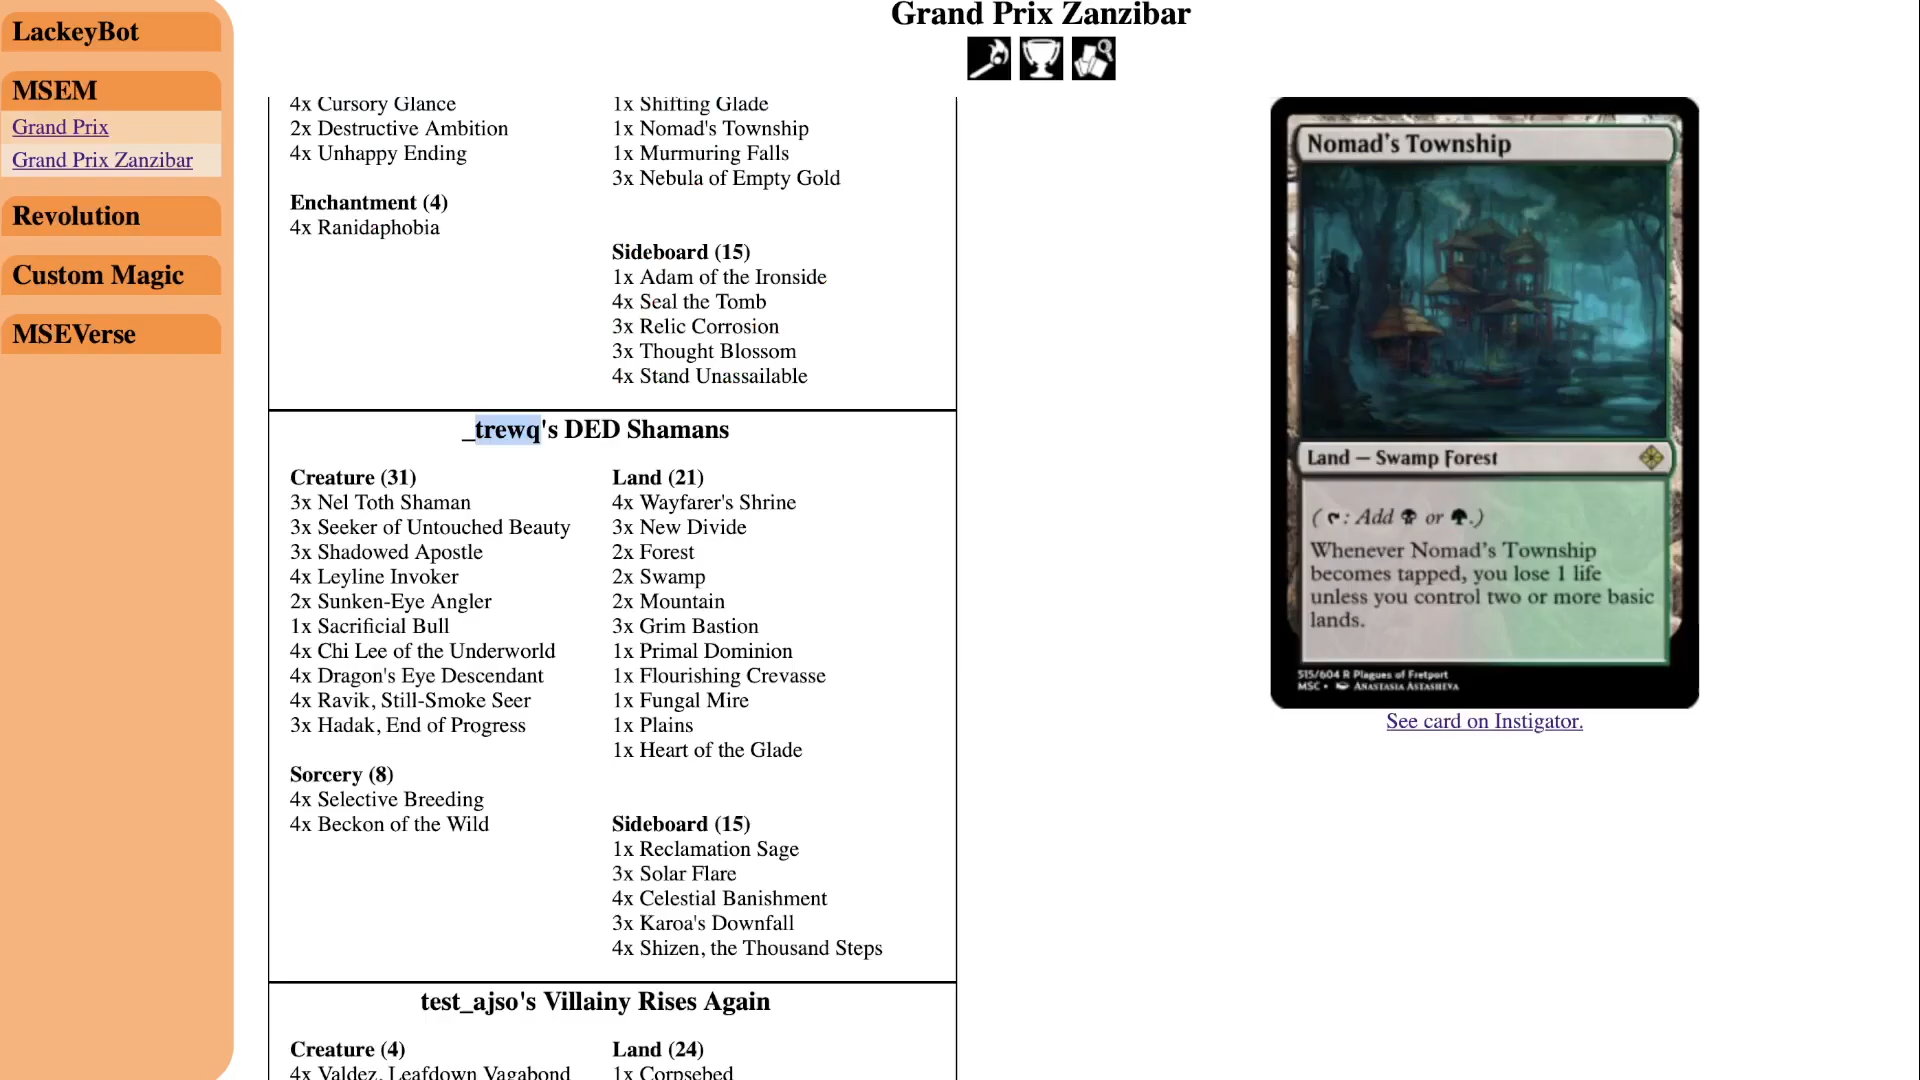 Grand Prix Zanzibar
LackeyBot
MSEM
Grand Prix
Grand Prix Zanzibar
Revolution
Custom Magic
MSEVerse
4x Cursory Glance
2x Destructive Ambition
4x Unhappy Ending
Enchantment (4)
4x Ranidaphobia
1x Shifting Glade
1x Nomad's Township
1x Murmuring Falls
3x Nebula of Empty Gold
Sideboard (15)
1x Adam of the Ironside
4x Seal the Tomb
3x Relic Corrosion
3x Thought Blossom
4x Stand Unassailable
_trewq's DED Shamans
Creature (31)
3x Nel Toth Shaman
3x Seeker of Untouched Beauty
3x Shadowed Apostle
4x Leyline Invoker
2x Sunken-Eye Angler
1x Sacrificial Bull
4x Chi Lee of the Underworld
4x Dragon's Eye Descendant
4x Ravik, Still-Smoke Seer
3x Hadak, End of Progress
Sorcery (8)
4x Selective Breeding
4x Beckon of the Wild
Land (21)
4x Wayfarer's Shrine
3x New Divide
2x Forest
2x Swamp
2x Mountain
3x Grim Bastion
1x Primal Dominion
1x Flourishing Crevasse
1x Fungal Mire
1x Plains
1x Heart of the Glade
Sideboard (15)
1x Reclamation Sage
3x Solar Flare
4x Celestial Banishment
3x Karoa's Downfall
4x Shizen, the Thousand Steps
test_ajso's Villainy Rises Again
Creature (4)
4x Valdez, Leafdown Vagabond
Land (24)
1x Corpsebed
Nomad's Township
Land — Swamp Forest
( : Add or .)
Whenever Nomad's Township
becomes tapped, you lose 1 life
unless you control two or more basic
lands.
515/604 R Plagues of Fretport
MSC • Anastasia Astasheva
See card on Instigator.